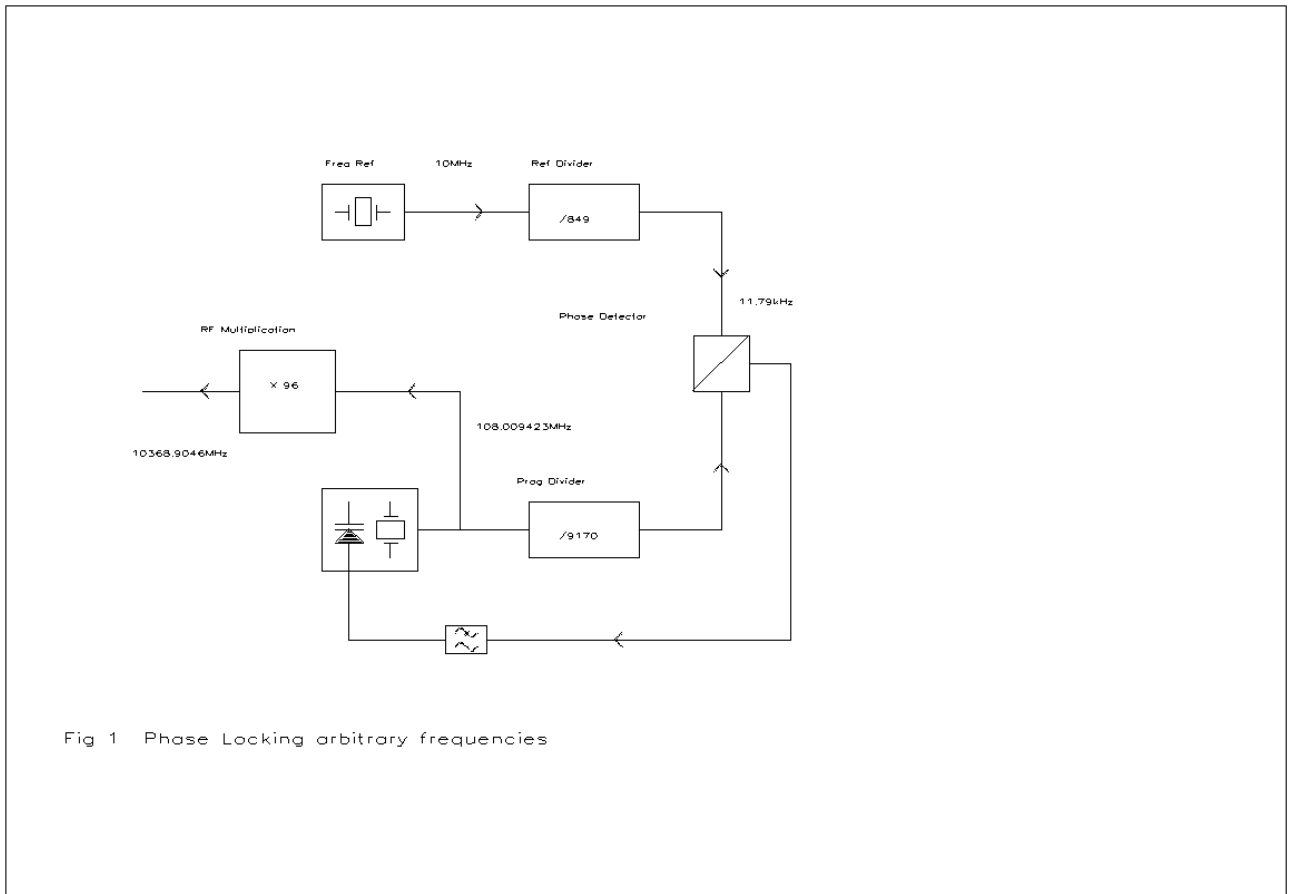 Freq Ref
10MHz
Ref Divider
/849
11.79kHz
Phase Detector
RF Multiplication
X 96
108.009423MHz
10368.9046MHz
Prog Divider
/9170
Fig 1 Phase Locking arbitrary frequencies